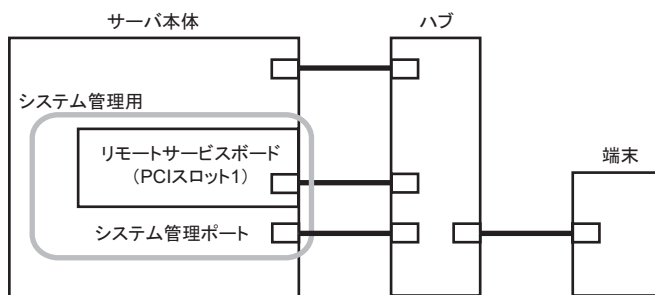 サーバ本体
ハブ
システム管理用
リモートサービスボード
（PCIスロット1）
端末
システム管理ポート